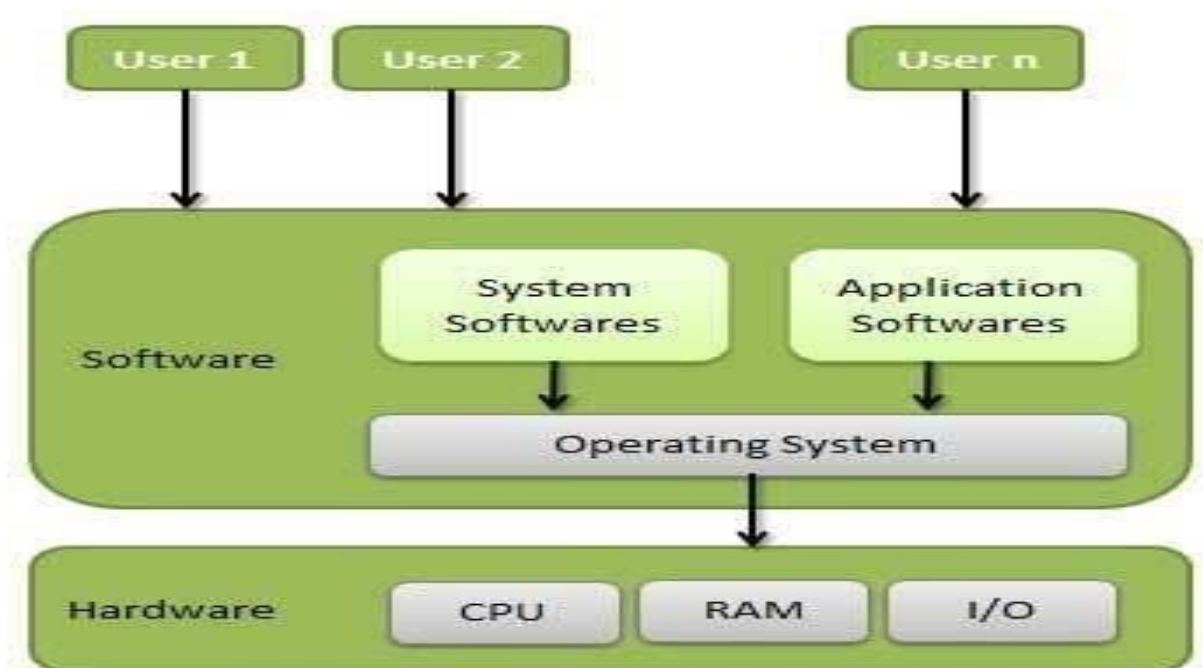 User 1
User 2
User n
System
Softwares
Application
Softwares
Software
Operating System
Hardware
CPU
RAM
I/O